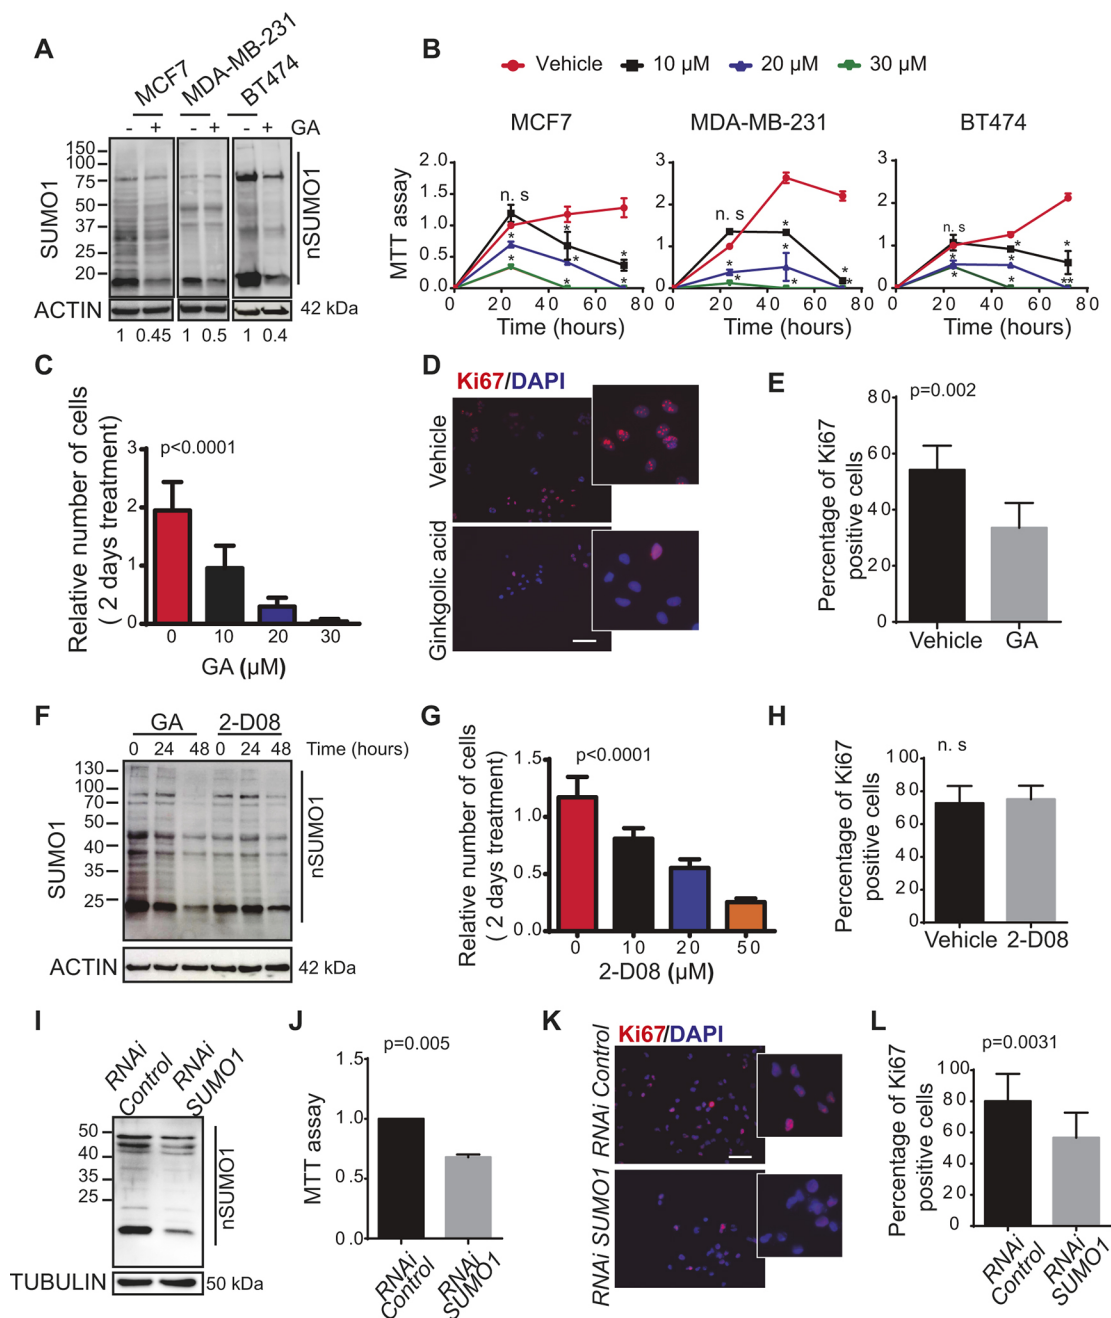 A
MCF7
MDA-MB-231
BT474
- + - + - + GA
SUMO1
150
100
75
50
37
25
20
nSUMO1
ACTIN
42 kDa
1 0.45 1 0.5 1 0.4
B
Vehicle 10 µM 20 µM 30 µM
MCF7
MDA-MB-231
BT474
MTT assay
2.0
1.5
1.0
0.5
0.0
n. s
*
*
*
*
*
*
*
*
0 20 40 60 80
Time (hours)
3
2
1
0
n. s
*
*
*
*
*
*
*
0 20 40 60 80
Time (hours)
3
2
1
0
n. s
*
*
*
*
*
*
**
0 20 40 60 80
Time (hours)
C
Relative number of cells
( 2 days treatment)
3
2
1
0
p<0.0001
0 10 20 30
GA (µM)
D
Ki67/DAPI
Vehicle
Ginkgolic acid
E
p=0.002
Percentage of Ki67
positive cells
80
60
40
20
0
Vehicle GA
F
GA 2-D08
0 24 48 0 24 48 Time (hours)
SUMO1
130
100
70
50
35
25
nSUMO1
ACTIN
42 kDa
G
Relative number of cells
( 2 days treatment)
1.5
1.0
0.5
0.0
p<0.0001
0 10 20 50
2-D08 (µM)
H
n. s
Percentage of Ki67
positive cells
100
80
60
40
20
0
Vehicle 2-D08
I
RNAi
Control
RNAi
SUMO1
50
40
35
25
nSUMO1
TUBULIN
50 kDa
J
p=0.005
MTT assay
1.5
1.0
0.5
0.0
RNAi
Control
RNAi
SUMO1
K
Ki67/DAPI
RNAi Control
RNAi SUMO1
L
p=0.0031
Percentage of Ki67
positive cells
100
80
60
40
20
0
RNAi
Control
RNAi
SUMO1